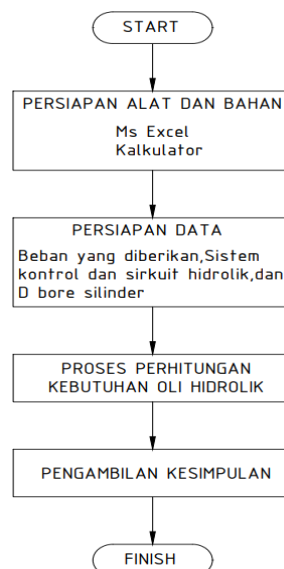 START
PERSIAPAN ALAT DAN BAHAN
Ms Excel
Kalkulator
PERSIAPAN DATA
Beban yang diberikan,Sistem
kontrol dan sirkuit hidrolik,dan
D bore silinder
PROSES PERHITUNGAN
KEBUTUHAN OLI HIDROLIK
PENGAMBILAN KESIMPULAN
FINISH